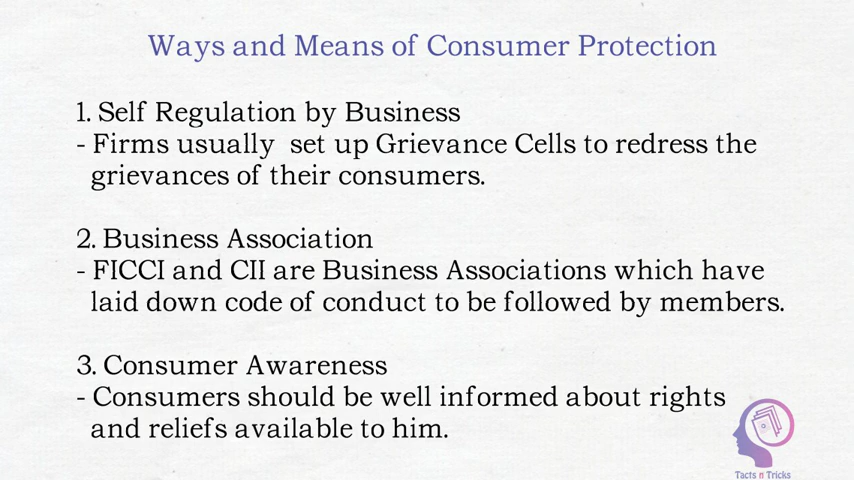 Ways and Means of Consumer Protection
1. Self Regulation by Business
- Firms usually set up Grievance Cells to redress the
grievances of their consumers.
2. Business Association
- FICCI and CII are Business Associations which have
laid down code of conduct to be followed by members.
3. Consumer Awareness
- Consumers should be well informed about rights
and reliefs available to him.
Tacts n Tricks